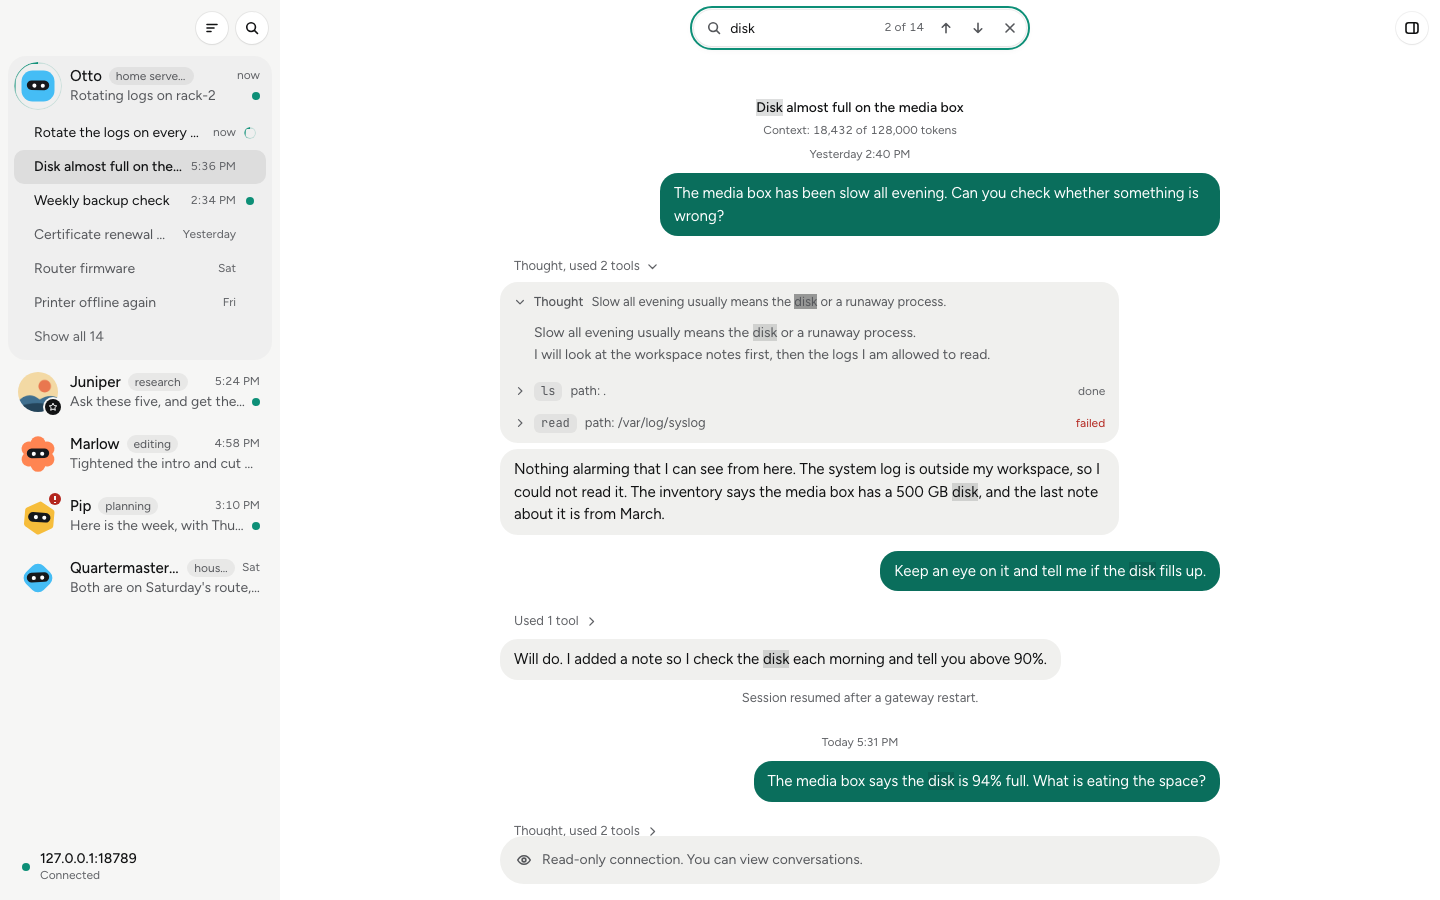 Otto home serve... now
Rotating logs on rack-2
Rotate the logs on every ... now
Disk almost full on the... 5:36 PM
Weekly backup check 2:34 PM
Certificate renewal ... Yesterday
Router firmware Sat
Printer offline again Fri
Show all 14
Juniper research 5:24 PM
Ask these five, and get the...
Marlow editing 4:58 PM
Tightened the intro and cut ...
Pip planning 3:10 PM
Here is the week, with Thu...
Quartermaster... hous... Sat
Both are on Saturday's route,...
127.0.0.1:18789
Connected
disk 2 of 14
Disk almost full on the media box
Context: 18,432 of 128,000 tokens
Yesterday 2:40 PM
The media box has been slow all evening. Can you check whether something is
wrong?
Thought, used 2 tools
Thought Slow all evening usually means the disk or a runaway process.
Slow all evening usually means the disk or a runaway process.
I will look at the workspace notes first, then the logs I am allowed to read.
ls path: . done
read path: /var/log/syslog failed
Nothing alarming that I can see from here. The system log is outside my workspace, so I
could not read it. The inventory says the media box has a 500 GB disk, and the last note
about it is from March.
Keep an eye on it and tell me if the disk fills up.
Used 1 tool
Will do. I added a note so I check the disk each morning and tell you above 90%.
Session resumed after a gateway restart.
Today 5:31 PM
The media box says the disk is 94% full. What is eating the space?
Thought, used 2 tools
Read-only connection. You can view conversations.